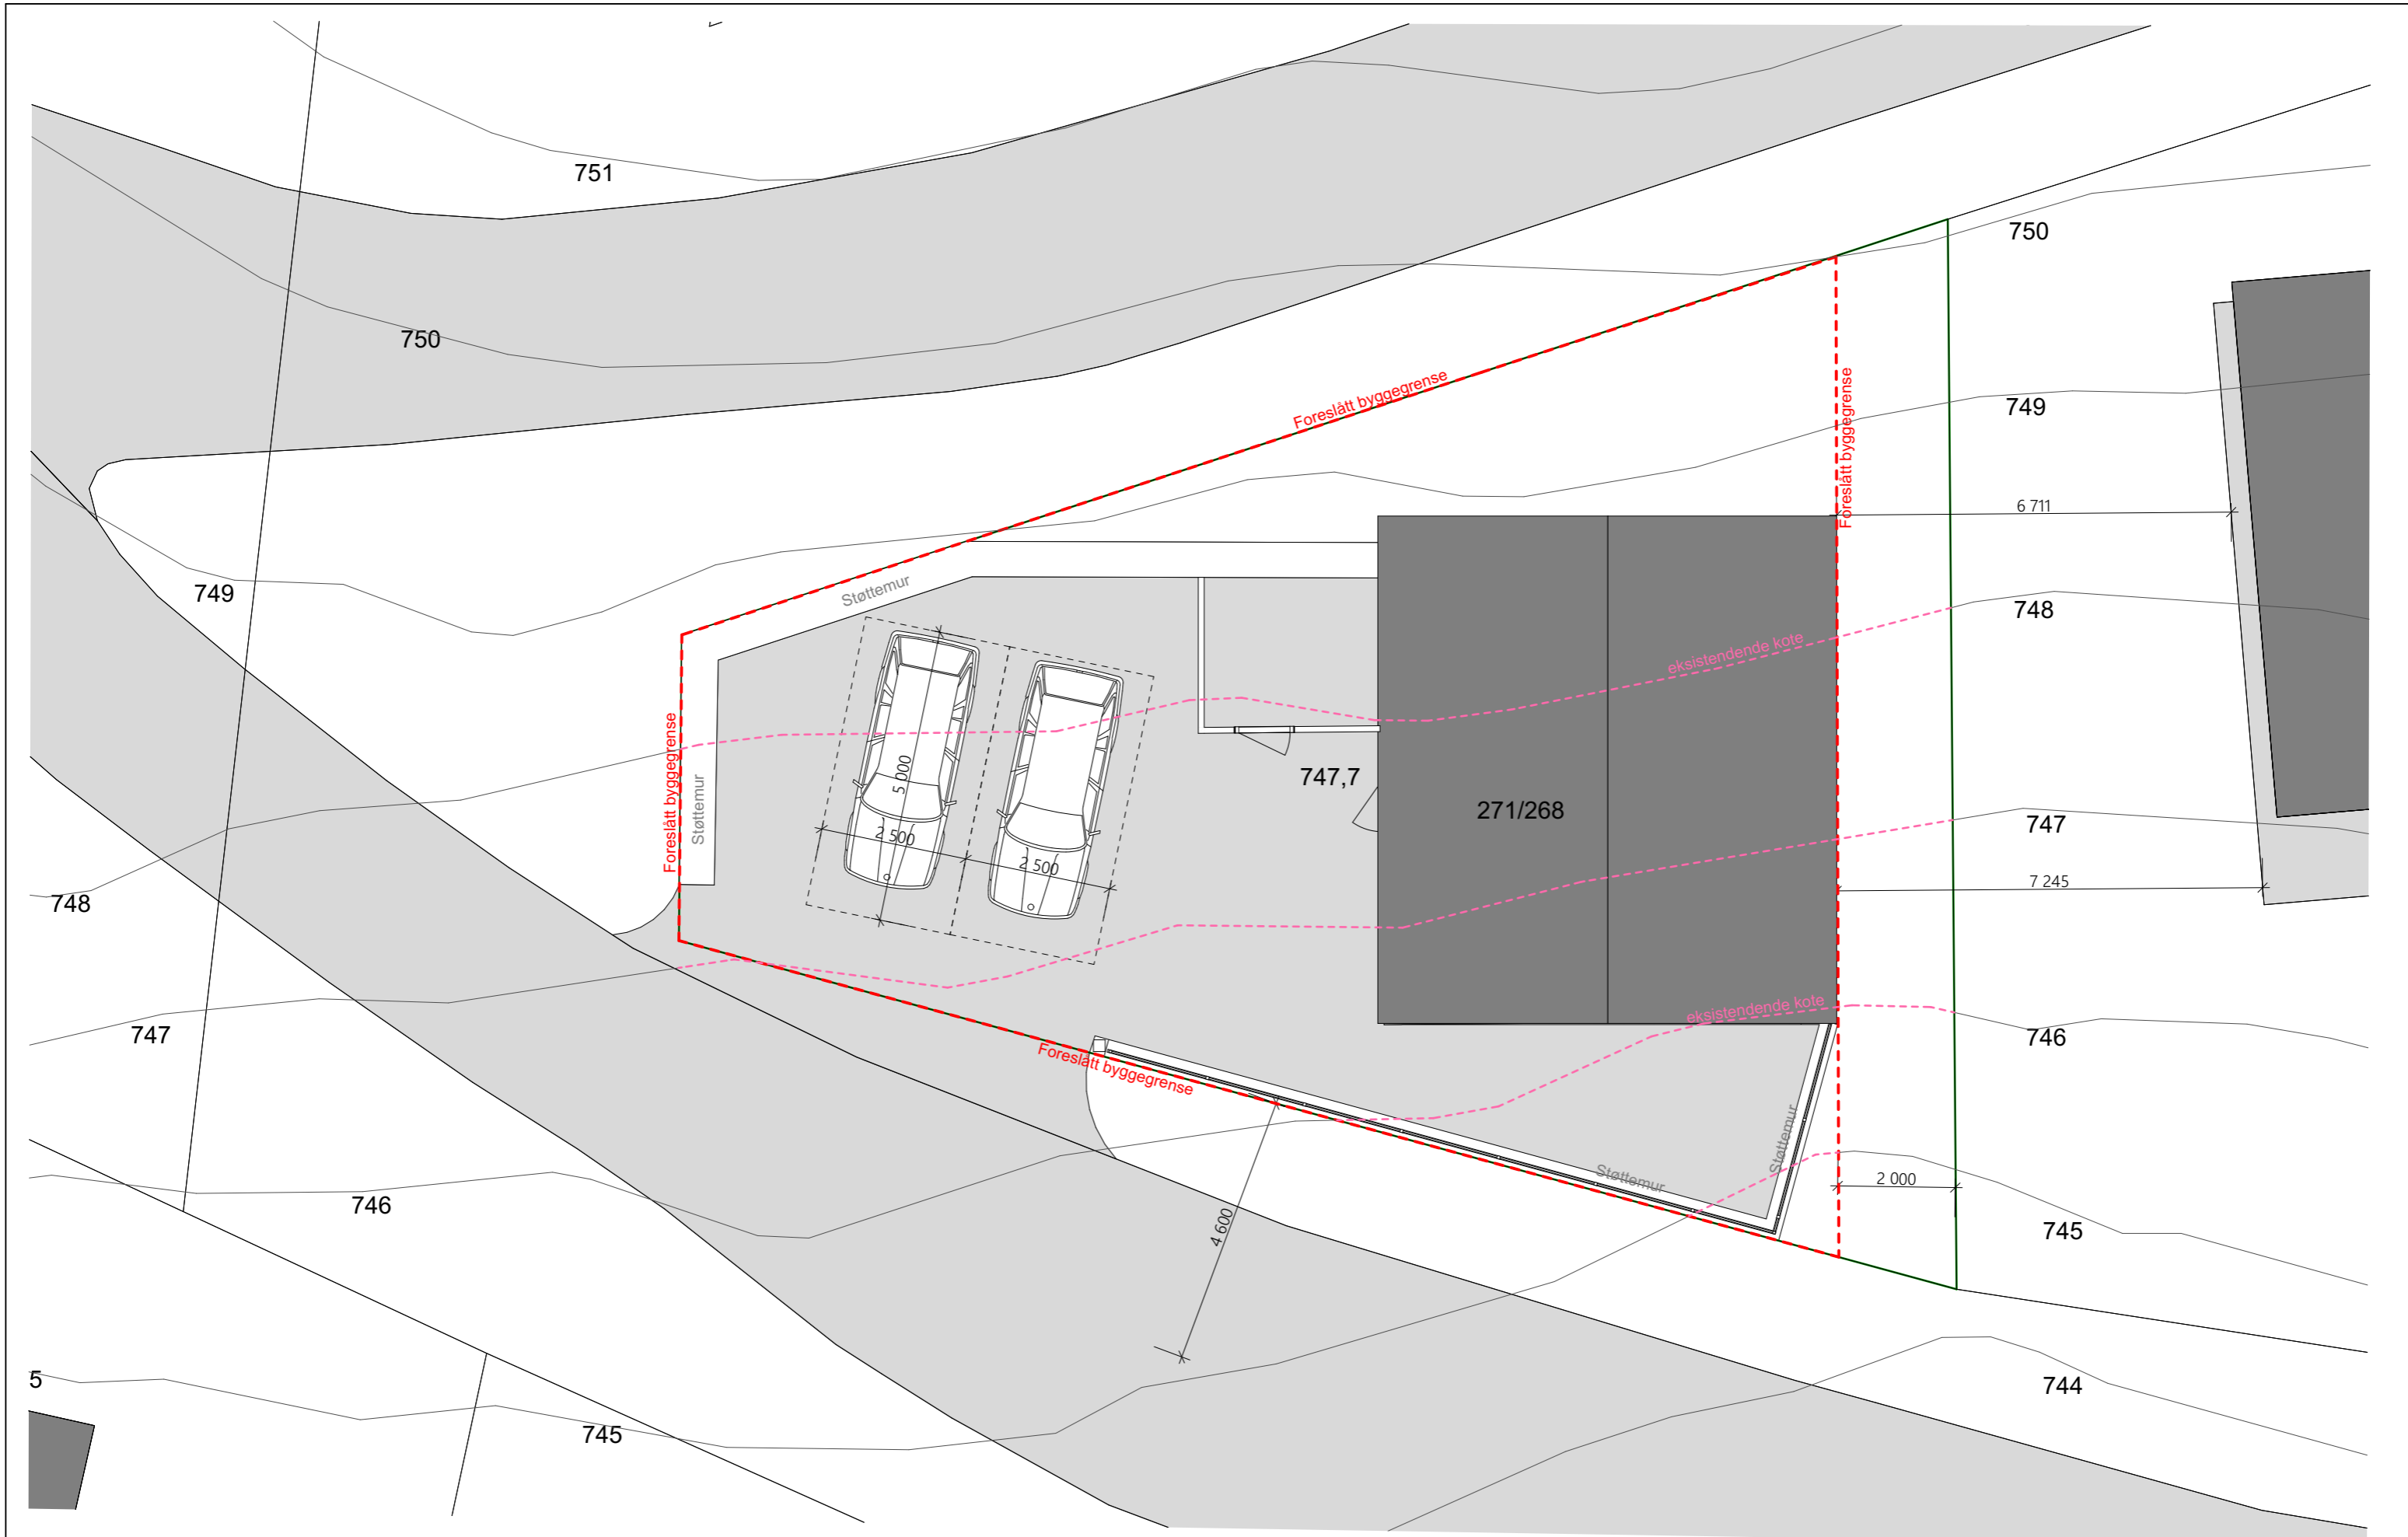 751
750
750
Foreslått byggegrense
Foreslått byggegrense
749
6 711
749
Støttemur
748
eksistendende kote
Foreslått byggegrense
Støttemur
5 000
747,7
271/268
2 500
2 500
747
7 245
748
eksistendende kote
746
747
Foreslått byggegrense
Støttemur
Støttemur
2 000
746
4 600
745
5
744
745